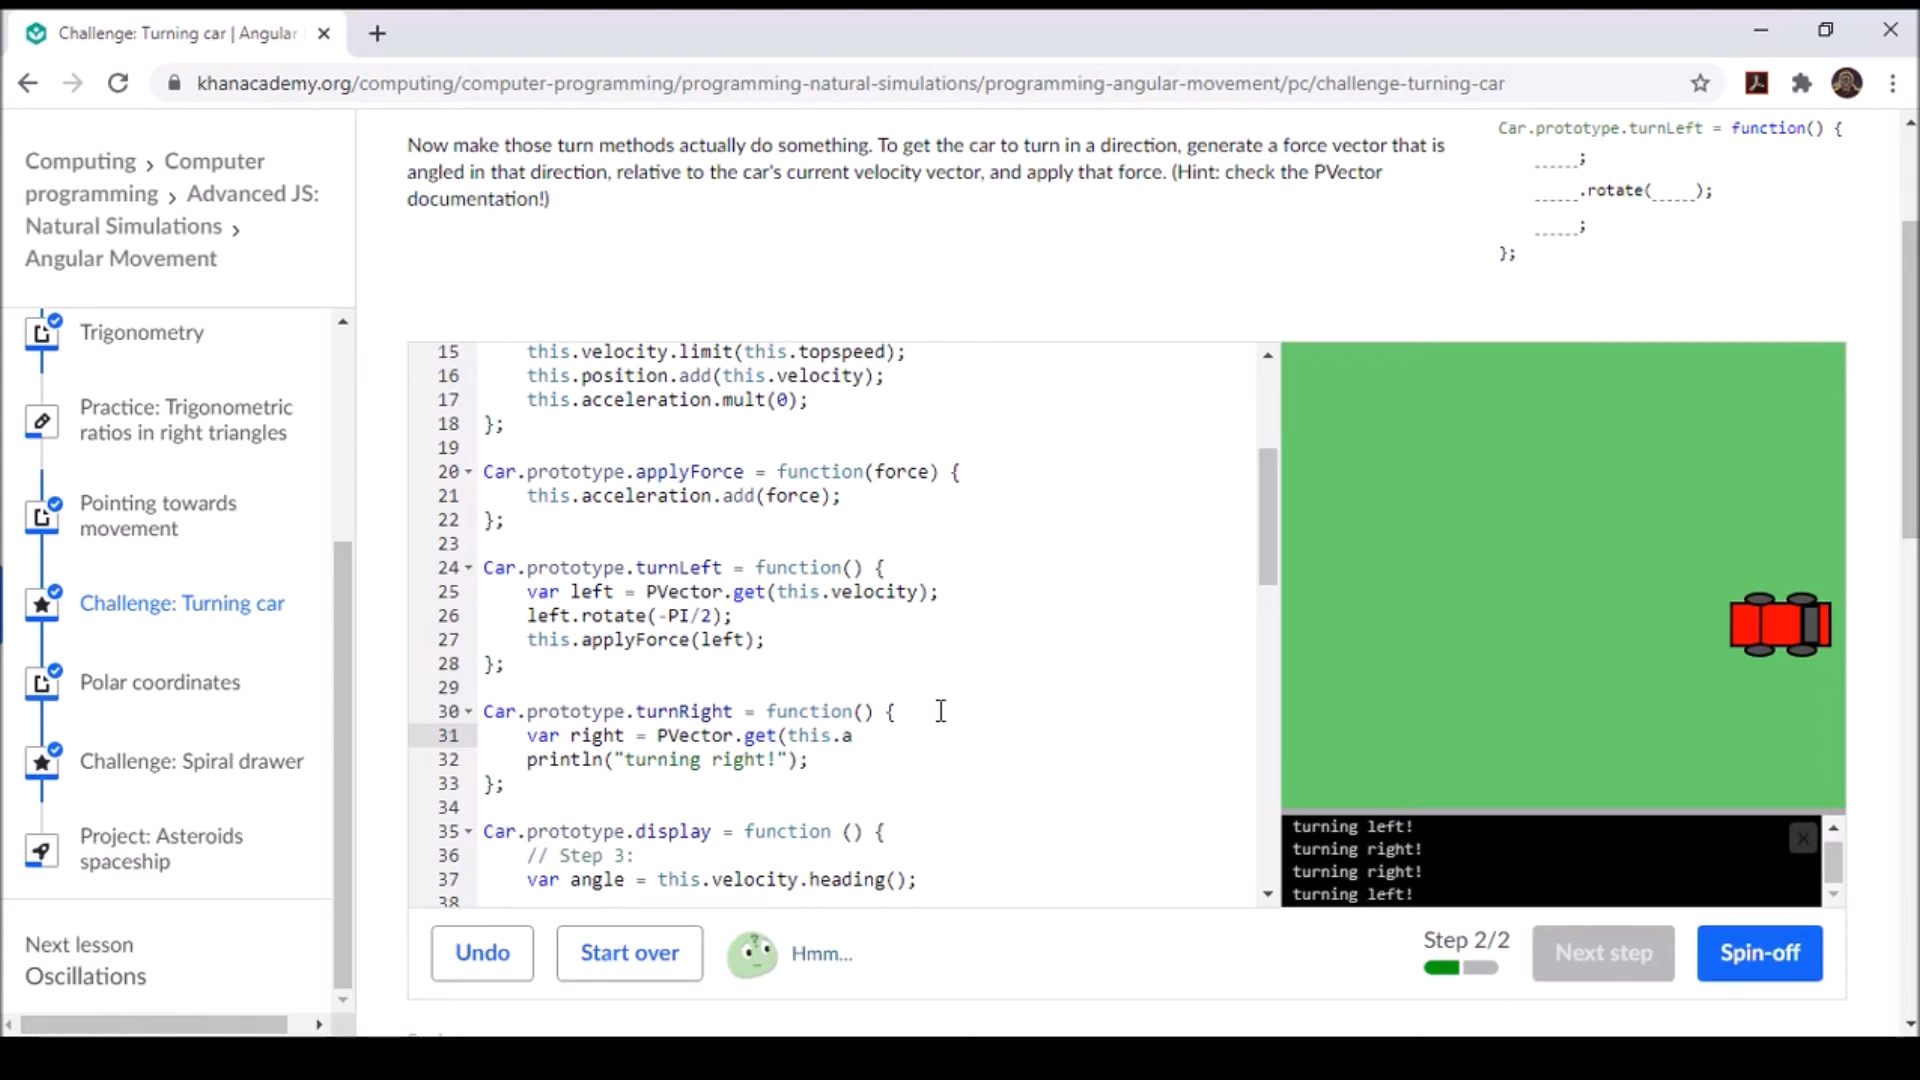 Challenge: Turning car | Angular
khanacademy.org/computing/computer-programming/programming-natural-simulations/programming-angular-movement/pc/challenge-turning-car
Computing › Computer
programming › Advanced JS:
Natural Simulations ›
Angular Movement
Trigonometry
Practice: Trigonometric
ratios in right triangles
Pointing towards
movement
Challenge: Turning car
Polar coordinates
Challenge: Spiral drawer
Project: Asteroids
spaceship
Next lesson
Oscillations
Now make those turn methods actually do something. To get the car to turn in a direction, generate a force vector that is
angled in that direction, relative to the car's current velocity vector, and apply that force. (Hint: check the PVector
documentation!)
Car.prototype.turnLeft = function() {
_____;
_____.rotate(_____);
_____;
};
15 this.velocity.limit(this.topspeed);
16 this.position.add(this.velocity);
17 this.acceleration.mult(0);
18 };
19
20 Car.prototype.applyForce = function(force) {
21 this.acceleration.add(force);
22 };
23
24 Car.prototype.turnLeft = function() {
25 var left = PVector.get(this.velocity);
26 left.rotate(-PI/2);
27 this.applyForce(left);
28 };
29
30 Car.prototype.turnRight = function() {
31 var right = PVector.get(this.a
32 println("turning right!");
33 };
34
35 Car.prototype.display = function () {
36 // Step 3:
37 var angle = this.velocity.heading();
38
turning left!
turning right!
turning right!
turning left!
Undo
Start over
Hmm...
Step 2/2
Next step
Spin-off